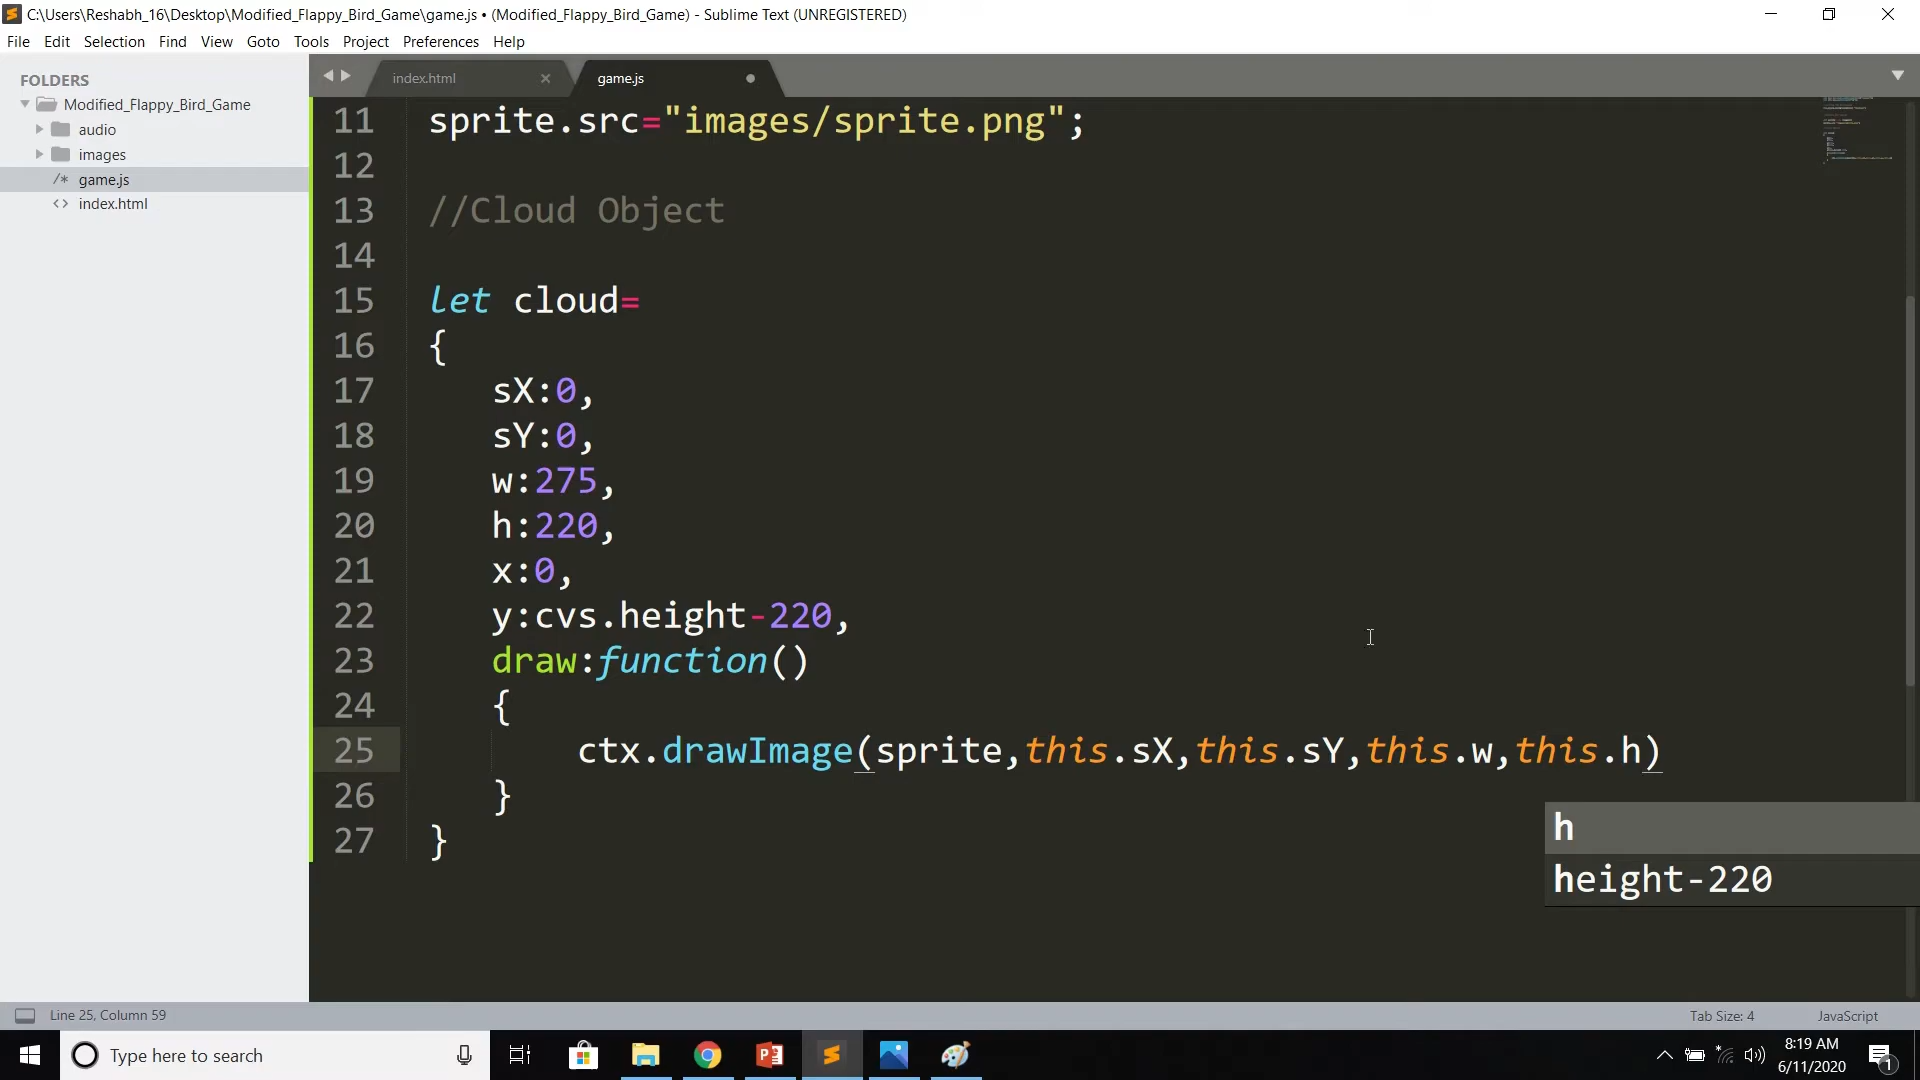 C:\Users\Reshabh_16\Desktop\Modified_Flappy_Bird_Game\game.js • (Modified_Flappy_Bird_Game) - Sublime Text (UNREGISTERED)
File Edit Selection Find View Goto Tools Project Preferences Help
FOLDERS
Modified_Flappy_Bird_Game
audio
images
/* game.js
<> index.html
index.html × game.js
11 sprite.src="images/sprite.png";
12
13 //Cloud Object
14
15 let cloud=
16 {
17 sX:0,
18 sY:0,
19 w:275,
20 h:220,
21 x:0,
22 y:cvs.height-220,
23 draw:function()
24 {
25 ctx.drawImage(sprite,this.sX,this.sY,this.w,this.h)
26 }
27 }
h
height-220
Line 25, Column 59
Tab Size: 4 JavaScript
Type here to search
8:19 AM
6/11/2020
1